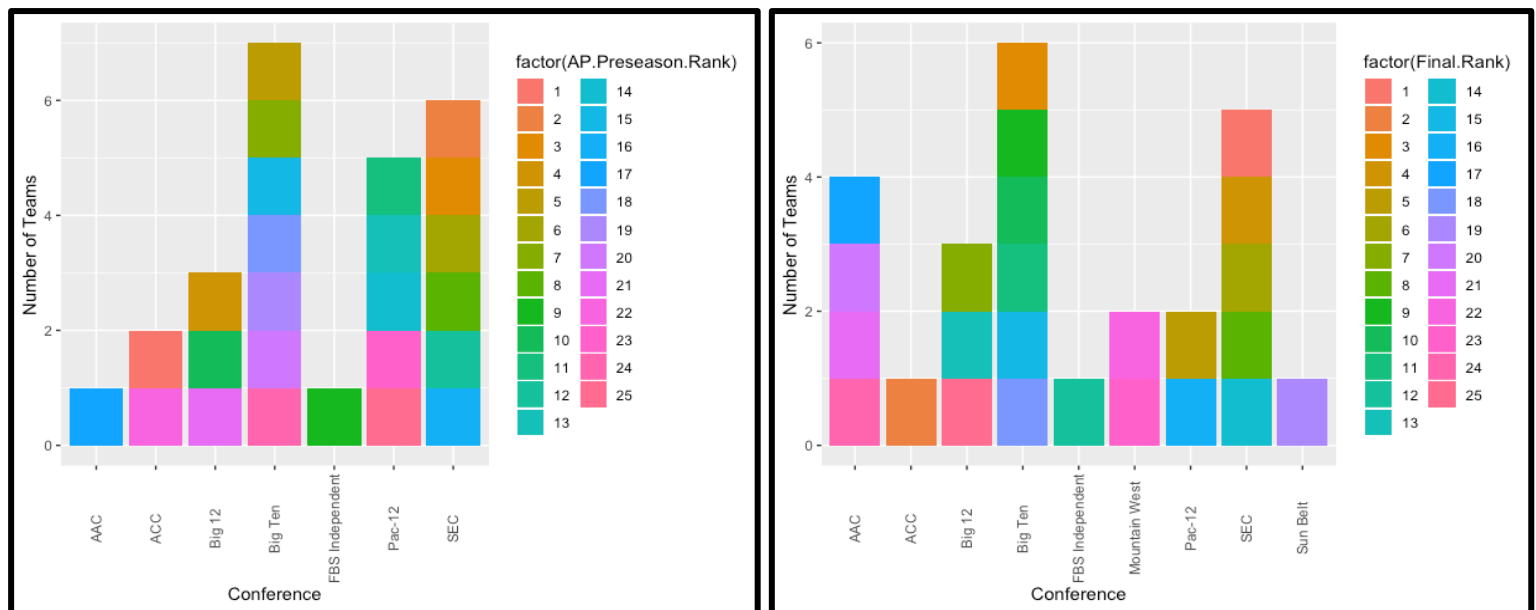 factor(AP.Preseason.Rank)
1 14
2 15
3 16
4 17
5 18
6 19
7 20
8 21
9 22
10 23
11 24
12 25
13
Number of Teams
6
4
2
0
AAC
ACC
Big 12
Big Ten
FBS Independent
Pac-12
SEC
Conference
factor(Final.Rank)
1 14
2 15
3 16
4 17
5 18
6 19
7 20
8 21
9 22
10 23
11 24
12 25
13
Number of Teams
6
4
2
0
AAC
ACC
Big 12
Big Ten
FBS Independent
Mountain West
Pac-12
SEC
Sun Belt
Conference